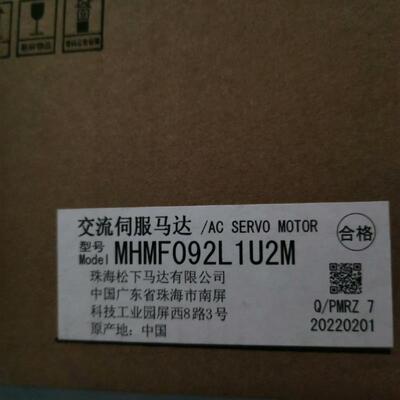 交流伺服马达 /AC SERVO MOTOR
合格
型号
Model MHMF092L1U2M
珠海松下马达有限公司
中国广东省珠海市南屏
科技工业园屏西8路3号
原产地: 中国
Q/PMRZ 7
20220201